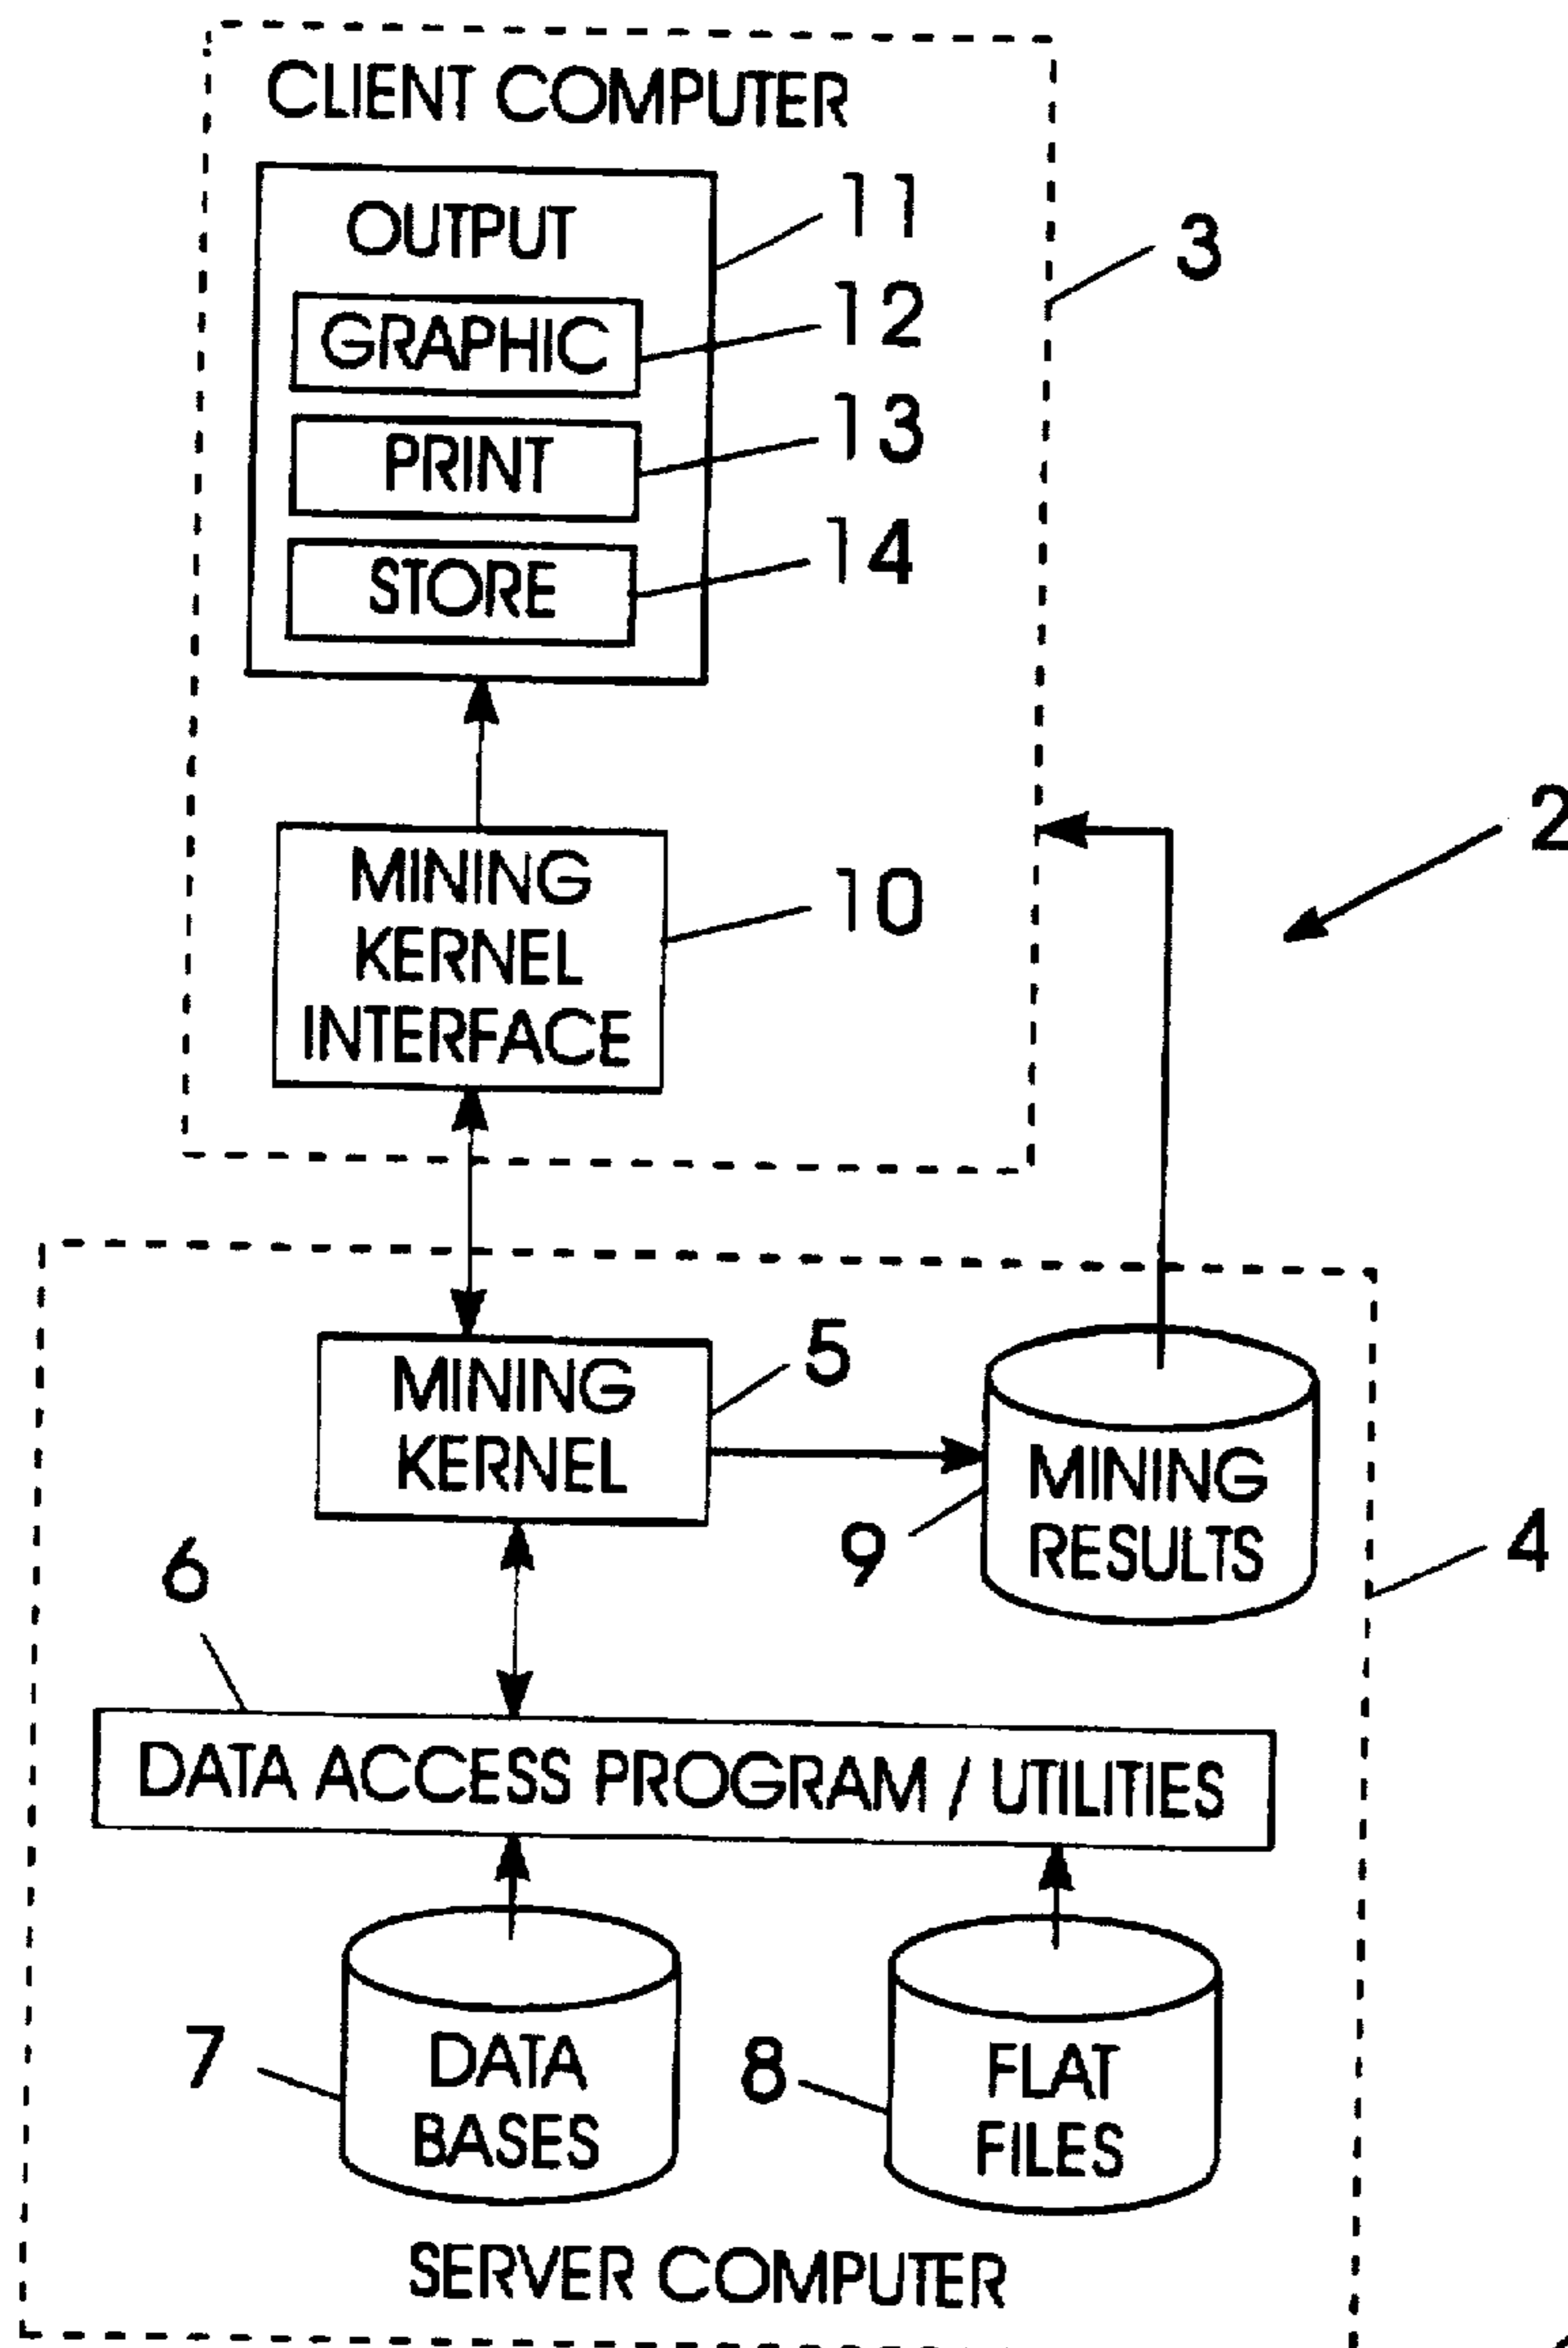 CLIENT COMPUTER
OUTPUT
11
3
GRAPHIC
12
PRINT
13
STORE
14
2
MINING
KERNEL
INTERFACE
10
MINING
KERNEL
5
MINING
RESULTS
9
4
6
DATA ACCESS PROGRAM / UTILITIES
7
DATA
BASES
8
FLAT
FILES
SERVER COMPUTER